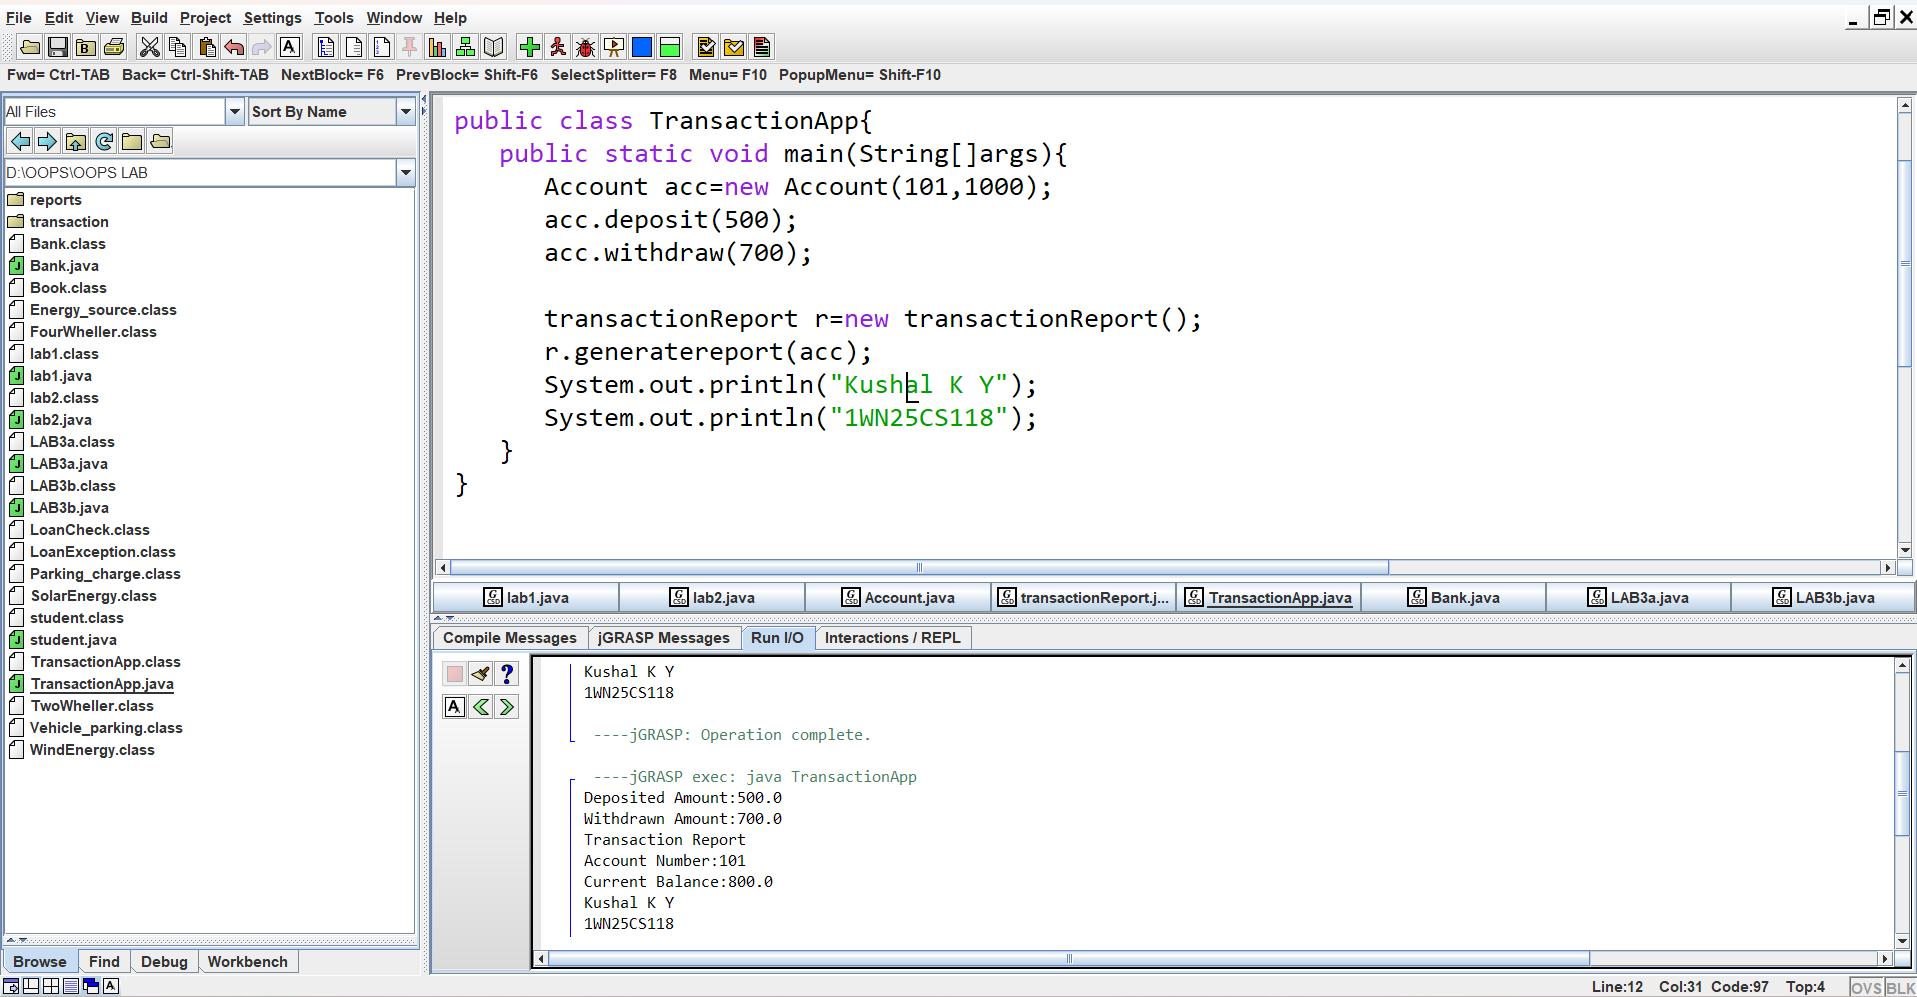 File Edit View Build Project Settings Tools Window Help
Fwd= Ctrl-TAB Back= Ctrl-Shift-TAB NextBlock= F6 PrevBlock= Shift-F6 SelectSplitter= F8 Menu= F10 PopupMenu= Shift-F10
All Files
Sort By Name
D:\OOPS\OOPS LAB
reports
transaction
Bank.class
Bank.java
Book.class
Energy_source.class
FourWheller.class
lab1.class
lab1.java
lab2.class
lab2.java
LAB3a.class
LAB3a.java
LAB3b.class
LAB3b.java
LoanCheck.class
LoanException.class
Parking_charge.class
SolarEnergy.class
student.class
student.java
TransactionApp.class
TransactionApp.java
TwoWheller.class
Vehicle_parking.class
WindEnergy.class
Browse Find Debug Workbench
public class TransactionApp{
public static void main(String[]args){
Account acc=new Account(101,1000);
acc.deposit(500);
acc.withdraw(700);
transactionReport r=new transactionReport();
r.generatereport(acc);
System.out.println("Kushal K Y");
System.out.println("1WN25CS118");
}
}
lab1.java lab2.java Account.java transactionReport.j... TransactionApp.java Bank.java LAB3a.java LAB3b.java
Compile Messages jGRASP Messages Run I/O Interactions / REPL
Kushal K Y
1WN25CS118
----jGRASP: Operation complete.
----jGRASP exec: java TransactionApp
Deposited Amount:500.0
Withdrawn Amount:700.0
Transaction Report
Account Number:101
Current Balance:800.0
Kushal K Y
1WN25CS118
Line:12 Col:31 Code:97 Top:4 OVS BLK